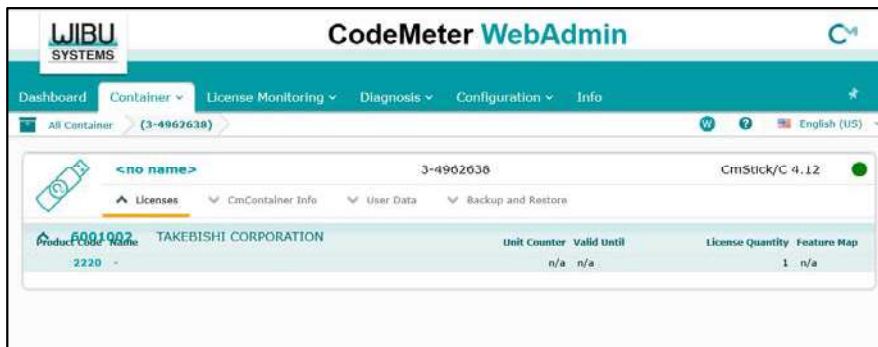 WIBU
SYSTEMS
CodeMeter WebAdmin
Dashboard Container License Monitoring Diagnosis Configuration Info
All Container (3-4962638) W ? English (US)
<no name> 3-4962638 CmStick/C 4.12
Licenses CmContainer Info User Data Backup and Restore
6001002 TAKEBISHI CORPORATION
Product Code Name Unit Counter Valid Until License Quantity Feature Map
2220 - n/a n/a 1 n/a